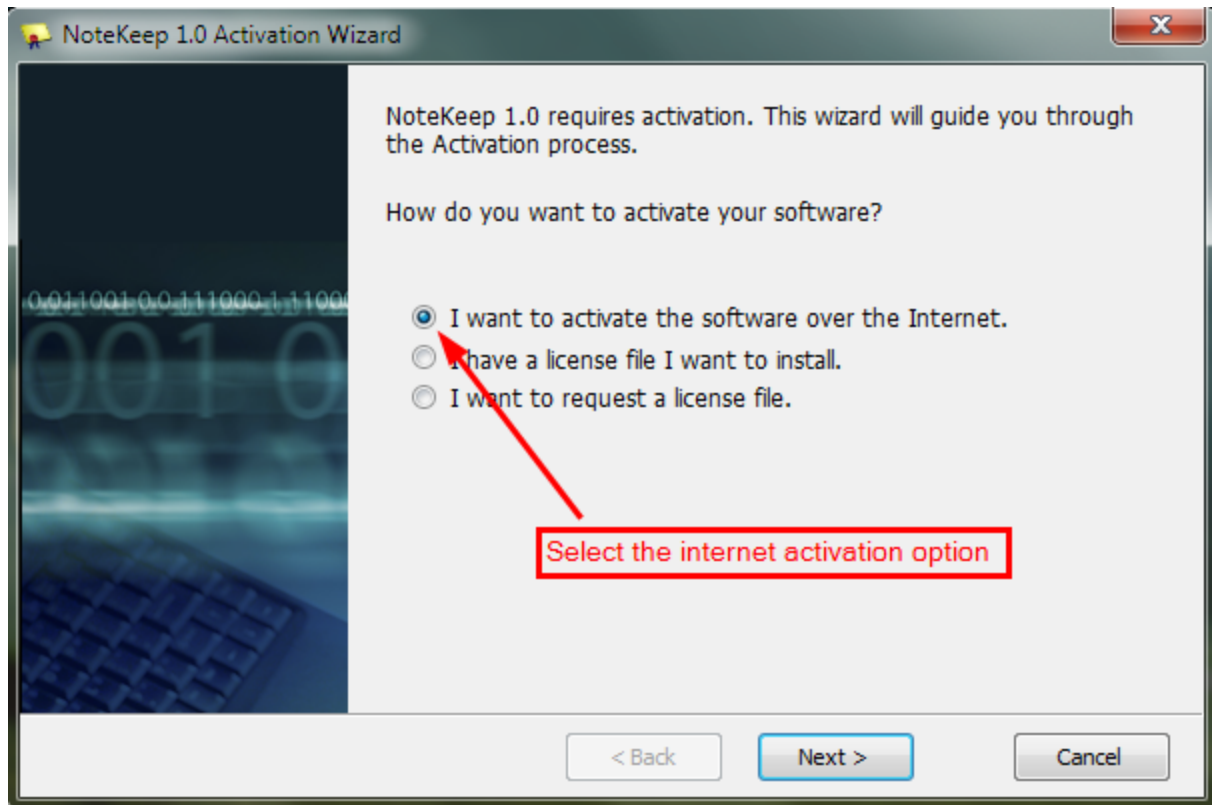 NoteKeep 1.0 Activation Wizard
NoteKeep 1.0 requires activation. This wizard will guide you through
the Activation process.
How do you want to activate your software?
I want to activate the software over the Internet.
I have a license file I want to install.
I want to request a license file.
Select the internet activation option
< Back
Next >
Cancel